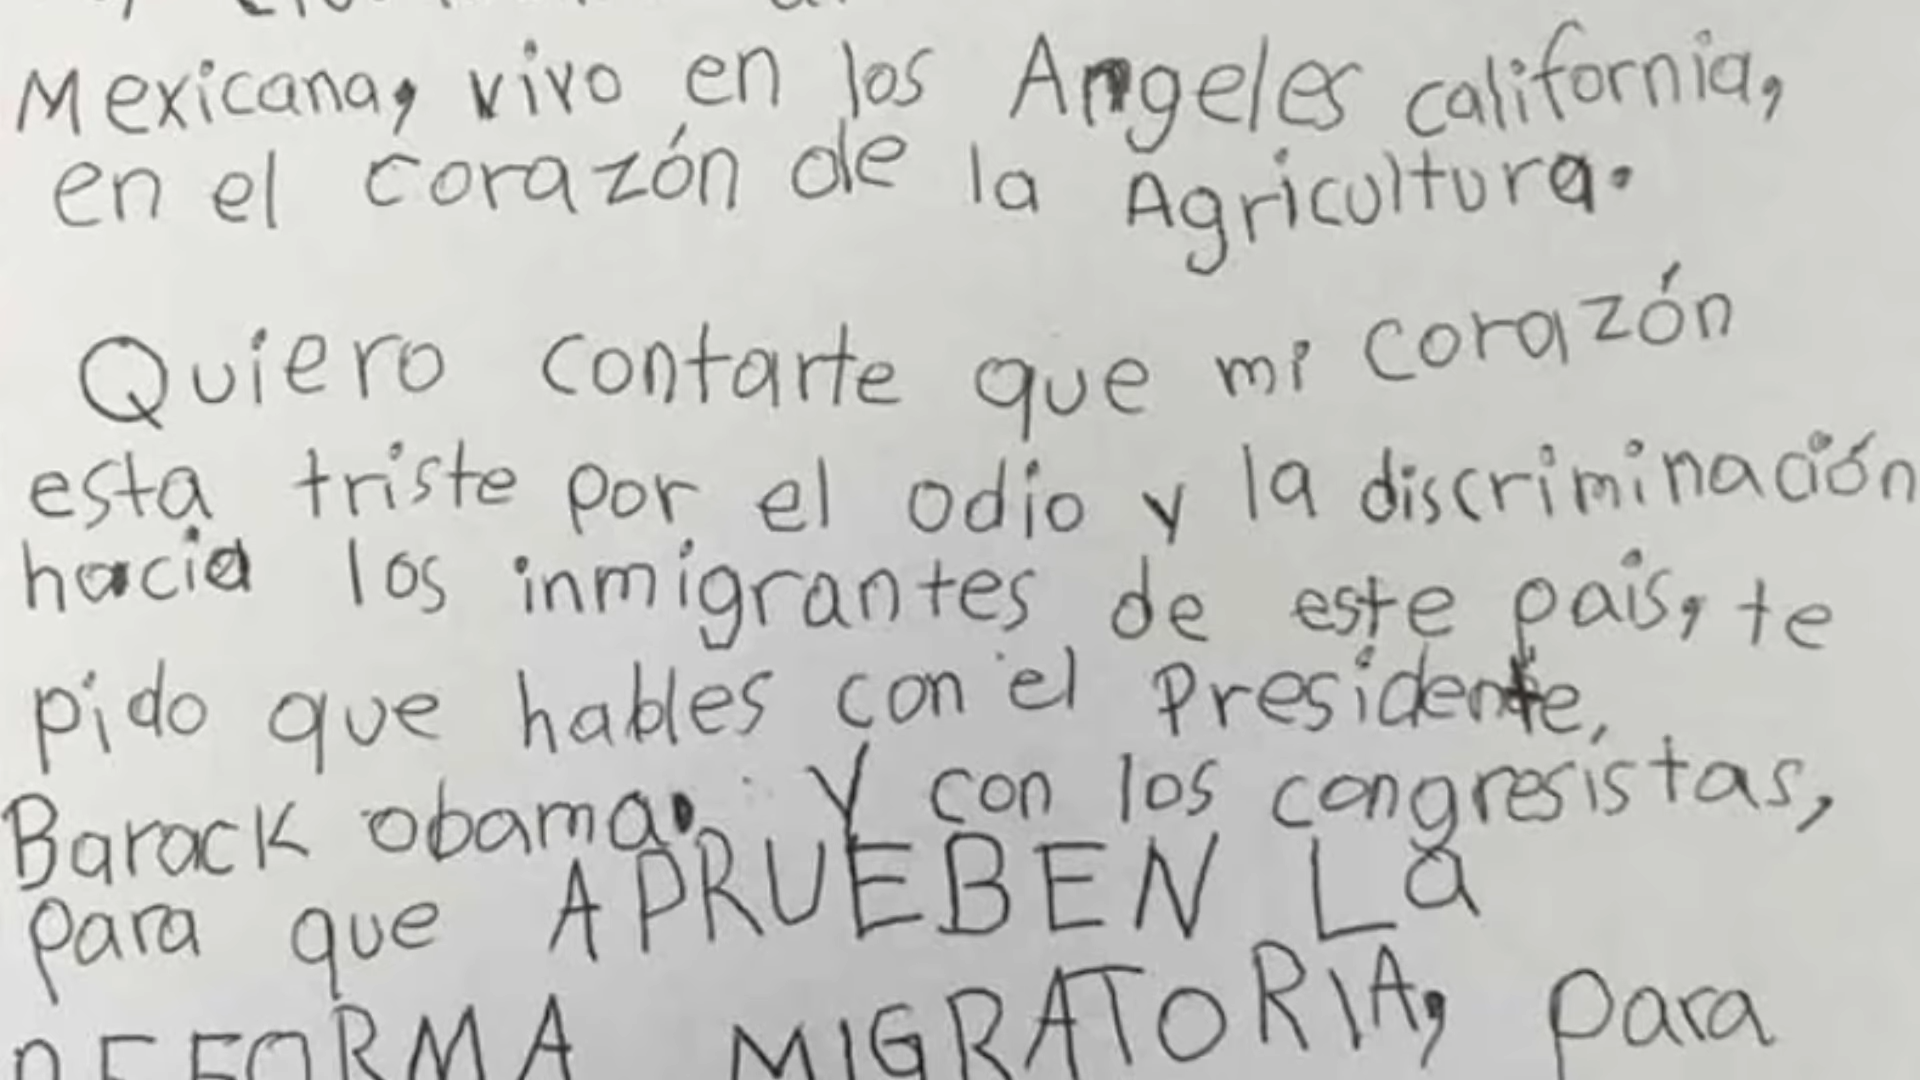 Mexicana, vivo en los Angeles california,
en el corazón de la Agricultura.
Quiero contarte que mi corazón
esta triste por el odio y la discriminación
hacia los inmigrantes de este pais, te
pido que hables con el Presidente,
Barack obama. Y con los congresistas,
para que APRUEBEN La
REFORMA MIGRATORIA, para